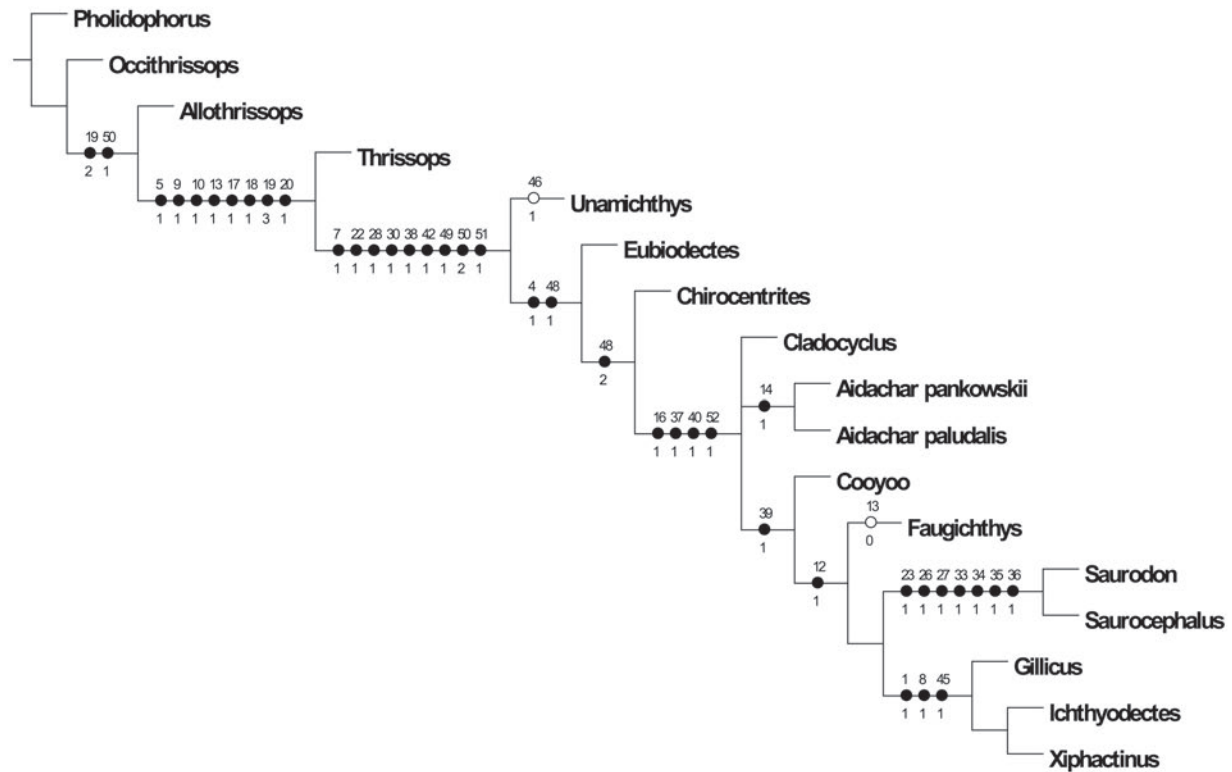 Pholidophorus
Occithrissops
Allothrissops
19 50
2 1
Thrissops
5 9 10 13 17 18 19 20
1 1 1 1 1 1 3 1
46
Unamichthys
1
7 22 28 30 38 42 49 50 51
1 1 1 1 1 1 1 2 1
Eubiodectes
4 48
1 1
Chirocentrites
48
2
Cladocyclus
14
Aidachar pankowskii
1
Aidachar paludalis
16 37 40 52
1 1 1 1
Cooyoo
39
1
13
Faugichthys
0
12
1
Saurodon
23 26 27 33 34 35 36
1 1 1 1 1 1 1
Saurocephalus
Gillicus
1 8 45
1 1 1
Ichthyodectes
Xiphactinus